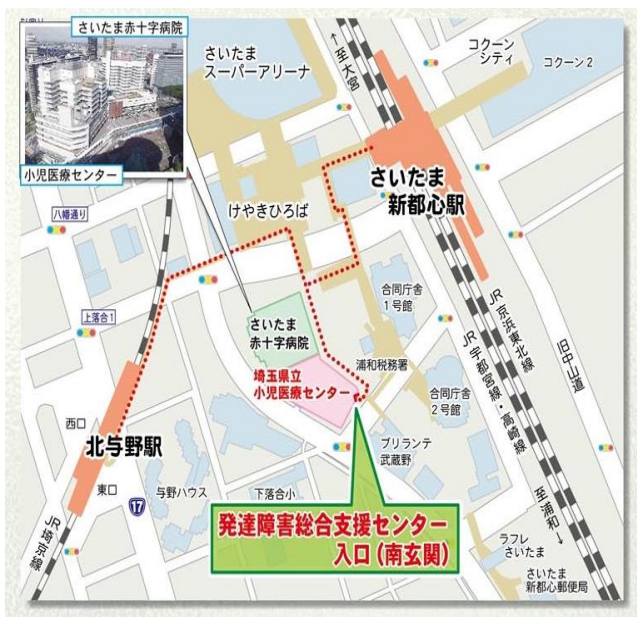 さいたま赤十字病院
小児医療センター
さいたま
スーパーアリーナ
↑至大宮
コクーン
シティ
コクーン2
さいたま
新都心駅
けやきひろば
八幡通り
上落合1
さいたま
赤十字病院
合同庁舎
1号館
JR京浜東北線
JR宇都宮線・高崎線
旧中山道
埼玉県立
小児医療センター
浦和税務署
合同庁舎
2号館
西口
北与野駅
東口
17
与野ハウス
下落合小
ブリランテ
武蔵野
JR埼京線
発達障害総合支援センター
入口(南玄関)
至浦和→
ラフレ
さいたま
さいたま
新都心郵便局